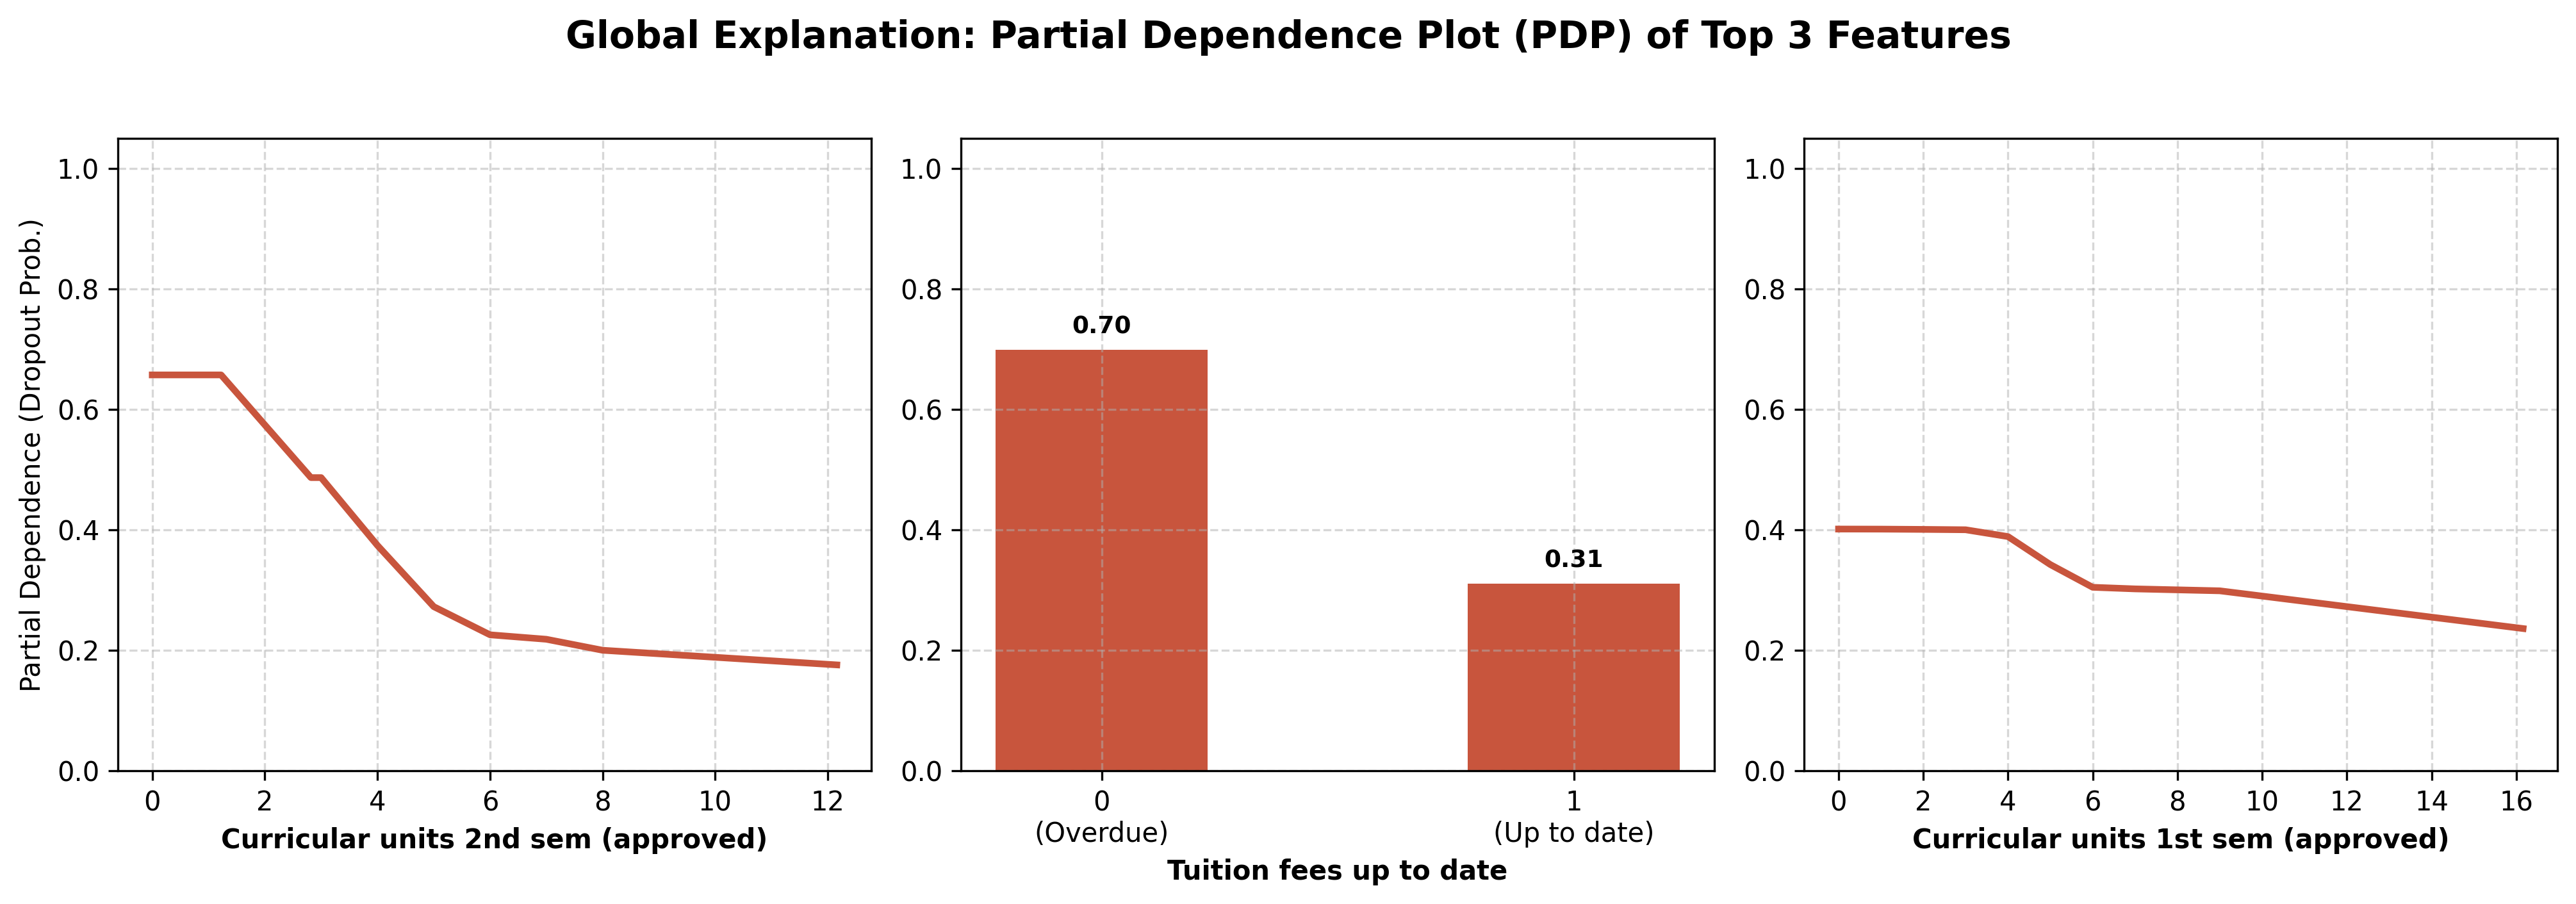 Global Explanation: Partial Dependence Plot (PDP) of Top 3 Features
Partial Dependence (Dropout Prob.)
1.0
0.8
0.6
0.4
0.2
0.0
0 2 4 6 8 10 12
Curricular units 2nd sem (approved)
1.0
0.8
0.6
0.4
0.2
0.0
0.70
0.31
0 1
(Overdue) (Up to date)
Tuition fees up to date
1.0
0.8
0.6
0.4
0.2
0.0
0 2 4 6 8 10 12 14 16
Curricular units 1st sem (approved)